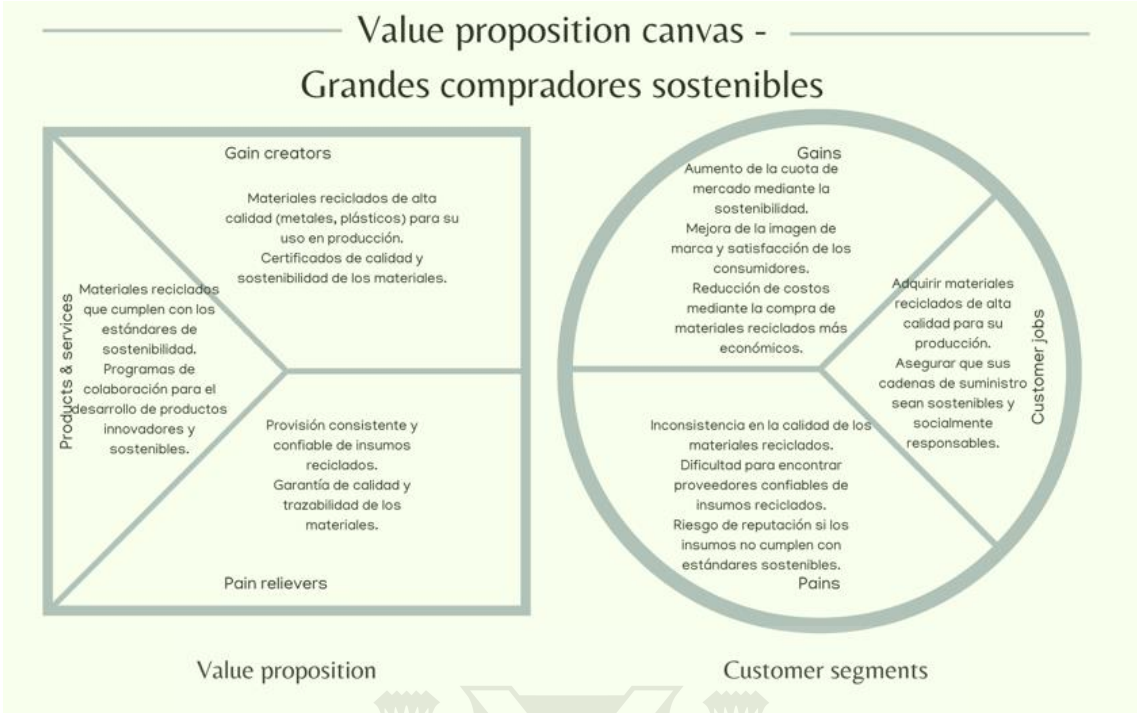 Value proposition canvas -
Grandes compradores sostenibles
Gain creators
Materiales reciclados de alta
calidad (metales, plásticos) para su
uso en producción.
Certificados de calidad y
sostenibilidad de los materiales.
Products & services
Materiales reciclados
que cumplen con los
estándares de
sostenibilidad.
Programas de
colaboración para el
desarrollo de productos
innovadores y
sostenibles.
Provisión consistente y
confiable de insumos
reciclados.
Garantía de calidad y
trazabilidad de los
materiales.
Pain relievers
Value proposition
Gains
Aumento de la cuota de
mercado mediante la
sostenibilidad.
Mejora de la imagen de
marca y satisfacción de los
consumidores.
Reducción de costos
mediante la compra de
materiales reciclados más
económicos.
Adquirir materiales
reciclados de alta
calidad para su
producción.
Asegurar que sus
cadenas de suministro
sean sostenibles y
socialmente
responsables.
Customer jobs
Inconsistencia en la calidad de los
materiales reciclados.
Dificultad para encontrar
proveedores confiables de
insumos reciclados.
Riesgo de reputación si los
insumos no cumplen con
estándares sostenibles.
Pains
Customer segments